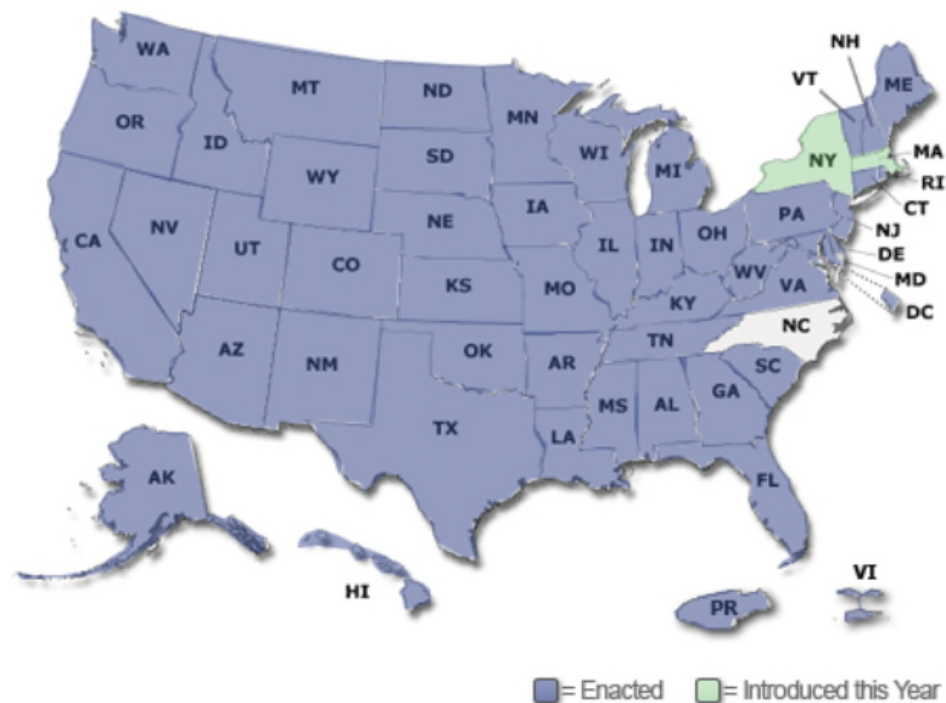 WA
MT
ND
MN
OR
ID
SD
WI
MI
NH
VT
ME
NY
MA
RI
CT
WY
IA
NE
PA
NJ
NV
UT
CO
CA
IL
IN
OH
DE
MD
DC
KS
MO
WV
VA
KY
AZ
NM
OK
AR
TN
NC
SC
TX
LA
MS
AL
GA
FL
AK
HI
PR
VI
= Enacted
= Introduced this Year